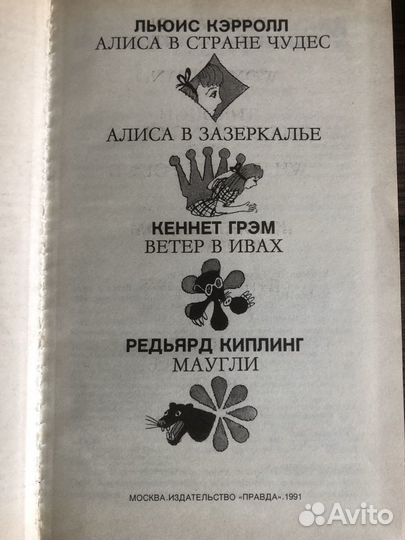 ЛЬЮИС КЭРРОЛЛ
АЛИСА В СТРАНЕ ЧУДЕС
АЛИСА В ЗАЗЕРКАЛЬЕ
КЕННЕТ ГРЭМ
ВЕТЕР В ИВАХ
РЕДЬЯРД КИПЛИНГ
МАУГЛИ
МОСКВА.ИЗДАТЕЛЬСТВО «ПРАВДА».1991
Avito